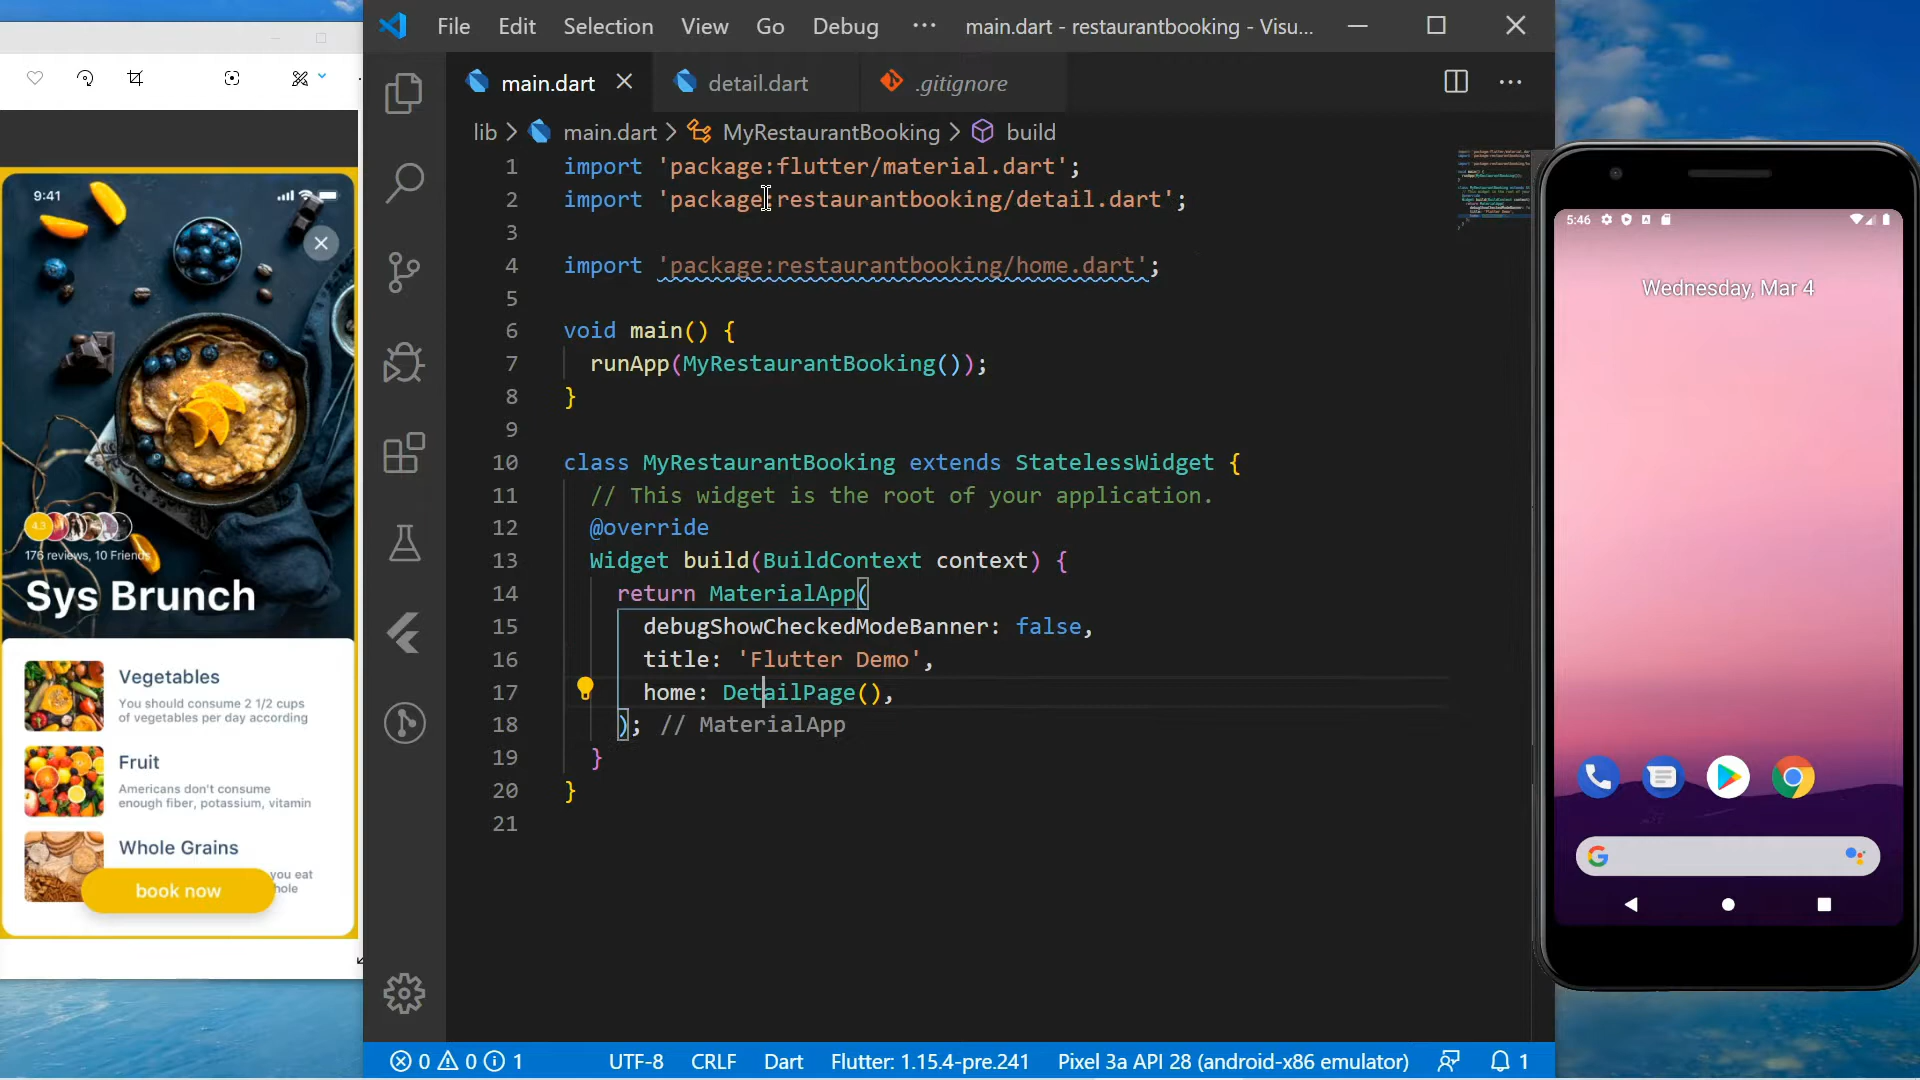 9:41
4.3
176 reviews, 10 Friends
Sys Brunch
Vegetables
You should consume 2 1/2 cups
of vegetables per day according
Fruit
Americans don't consume
enough fiber, potassium, vitamin
Whole Grains
you eat
hole
book now
File Edit Selection View Go Debug ··· main.dart - restaurantbooking - Visu...
main.dart detail.dart .gitignore
lib > main.dart > MyRestaurantBooking > build
1 import 'package:flutter/material.dart';
2 import 'package:restaurantbooking/detail.dart';
3
4 import 'package:restaurantbooking/home.dart';
5
6 void main() {
7 runApp(MyRestaurantBooking());
8 }
9
10 class MyRestaurantBooking extends StatelessWidget {
11 // This widget is the root of your application.
12 @override
13 Widget build(BuildContext context) {
14 return MaterialApp(
15 debugShowCheckedModeBanner: false,
16 title: 'Flutter Demo',
17 home: DetailPage(),
18 ); // MaterialApp
19 }
20 }
21
0 0 1 UTF-8 CRLF Dart Flutter: 1.15.4-pre.241 Pixel 3a API 28 (android-x86 emulator) 1
5:46
Wednesday, Mar 4